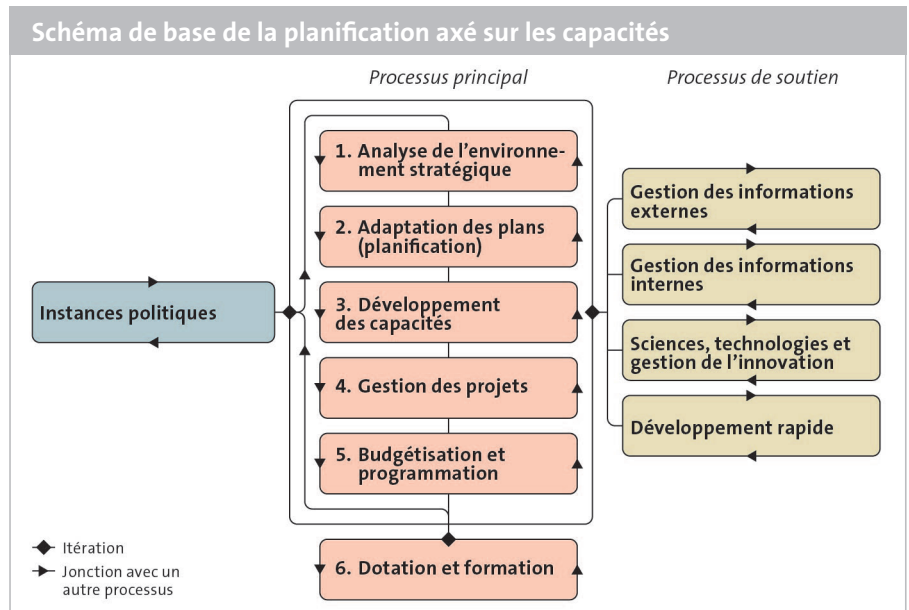 Schéma de base de la planification axé sur les capacités
Processus principal
Processus de soutien
1. Analyse de l'environne-
ment stratégique
2. Adaptation des plans
(planification)
3. Développement
des capacités
4. Gestion des projets
5. Budgétisation et
programmation
6. Dotation et formation
Instances politiques
Gestion des informations
externes
Gestion des informations
internes
Sciences, technologies et
gestion de l'innovation
Développement rapide
Itération
Jonction avec un
autre processus